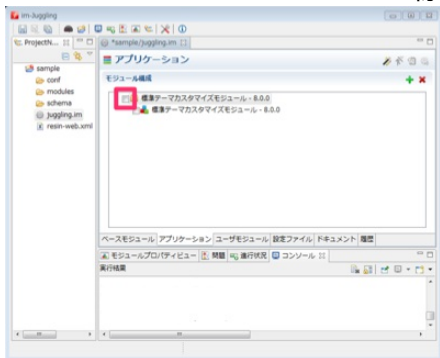 im-Juggling
ProjectN...
*sample/juggling.im
sample
conf
modules
schema
juggling.im
resin-web.xml
アプリケーション
モジュール構成
標準テーマカスタマイズモジュール - 8.0.0
標準テーマカスタマイズモジュール - 8.0.0
ベースモジュール アプリケーション ユーザモジュール 設定ファイル ドキュメント 履歴
モジュールプロパティビュー 問題 進行状況 コンソール
実行結果